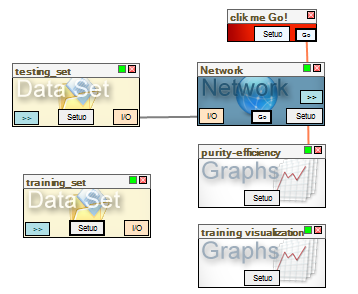 clik me Go!
Setup
Go
testing_set
Data Set
>>
Setup
I/O
Network
Network
>>
I/O
Go
Setup
purity-efficiency
Graphs
Setup
training_set
Data Set
>>
Setup
I/O
training visualization
Graphs
Setup